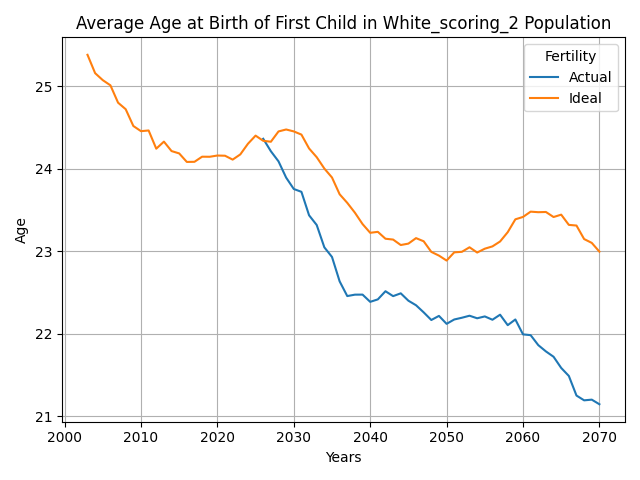 Average Age at Birth of First Child in White_scoring_2 Population
Fertility
Actual
Ideal
Age
25
24
23
22
21
2000 2010 2020 2030 2040 2050 2060 2070
Years